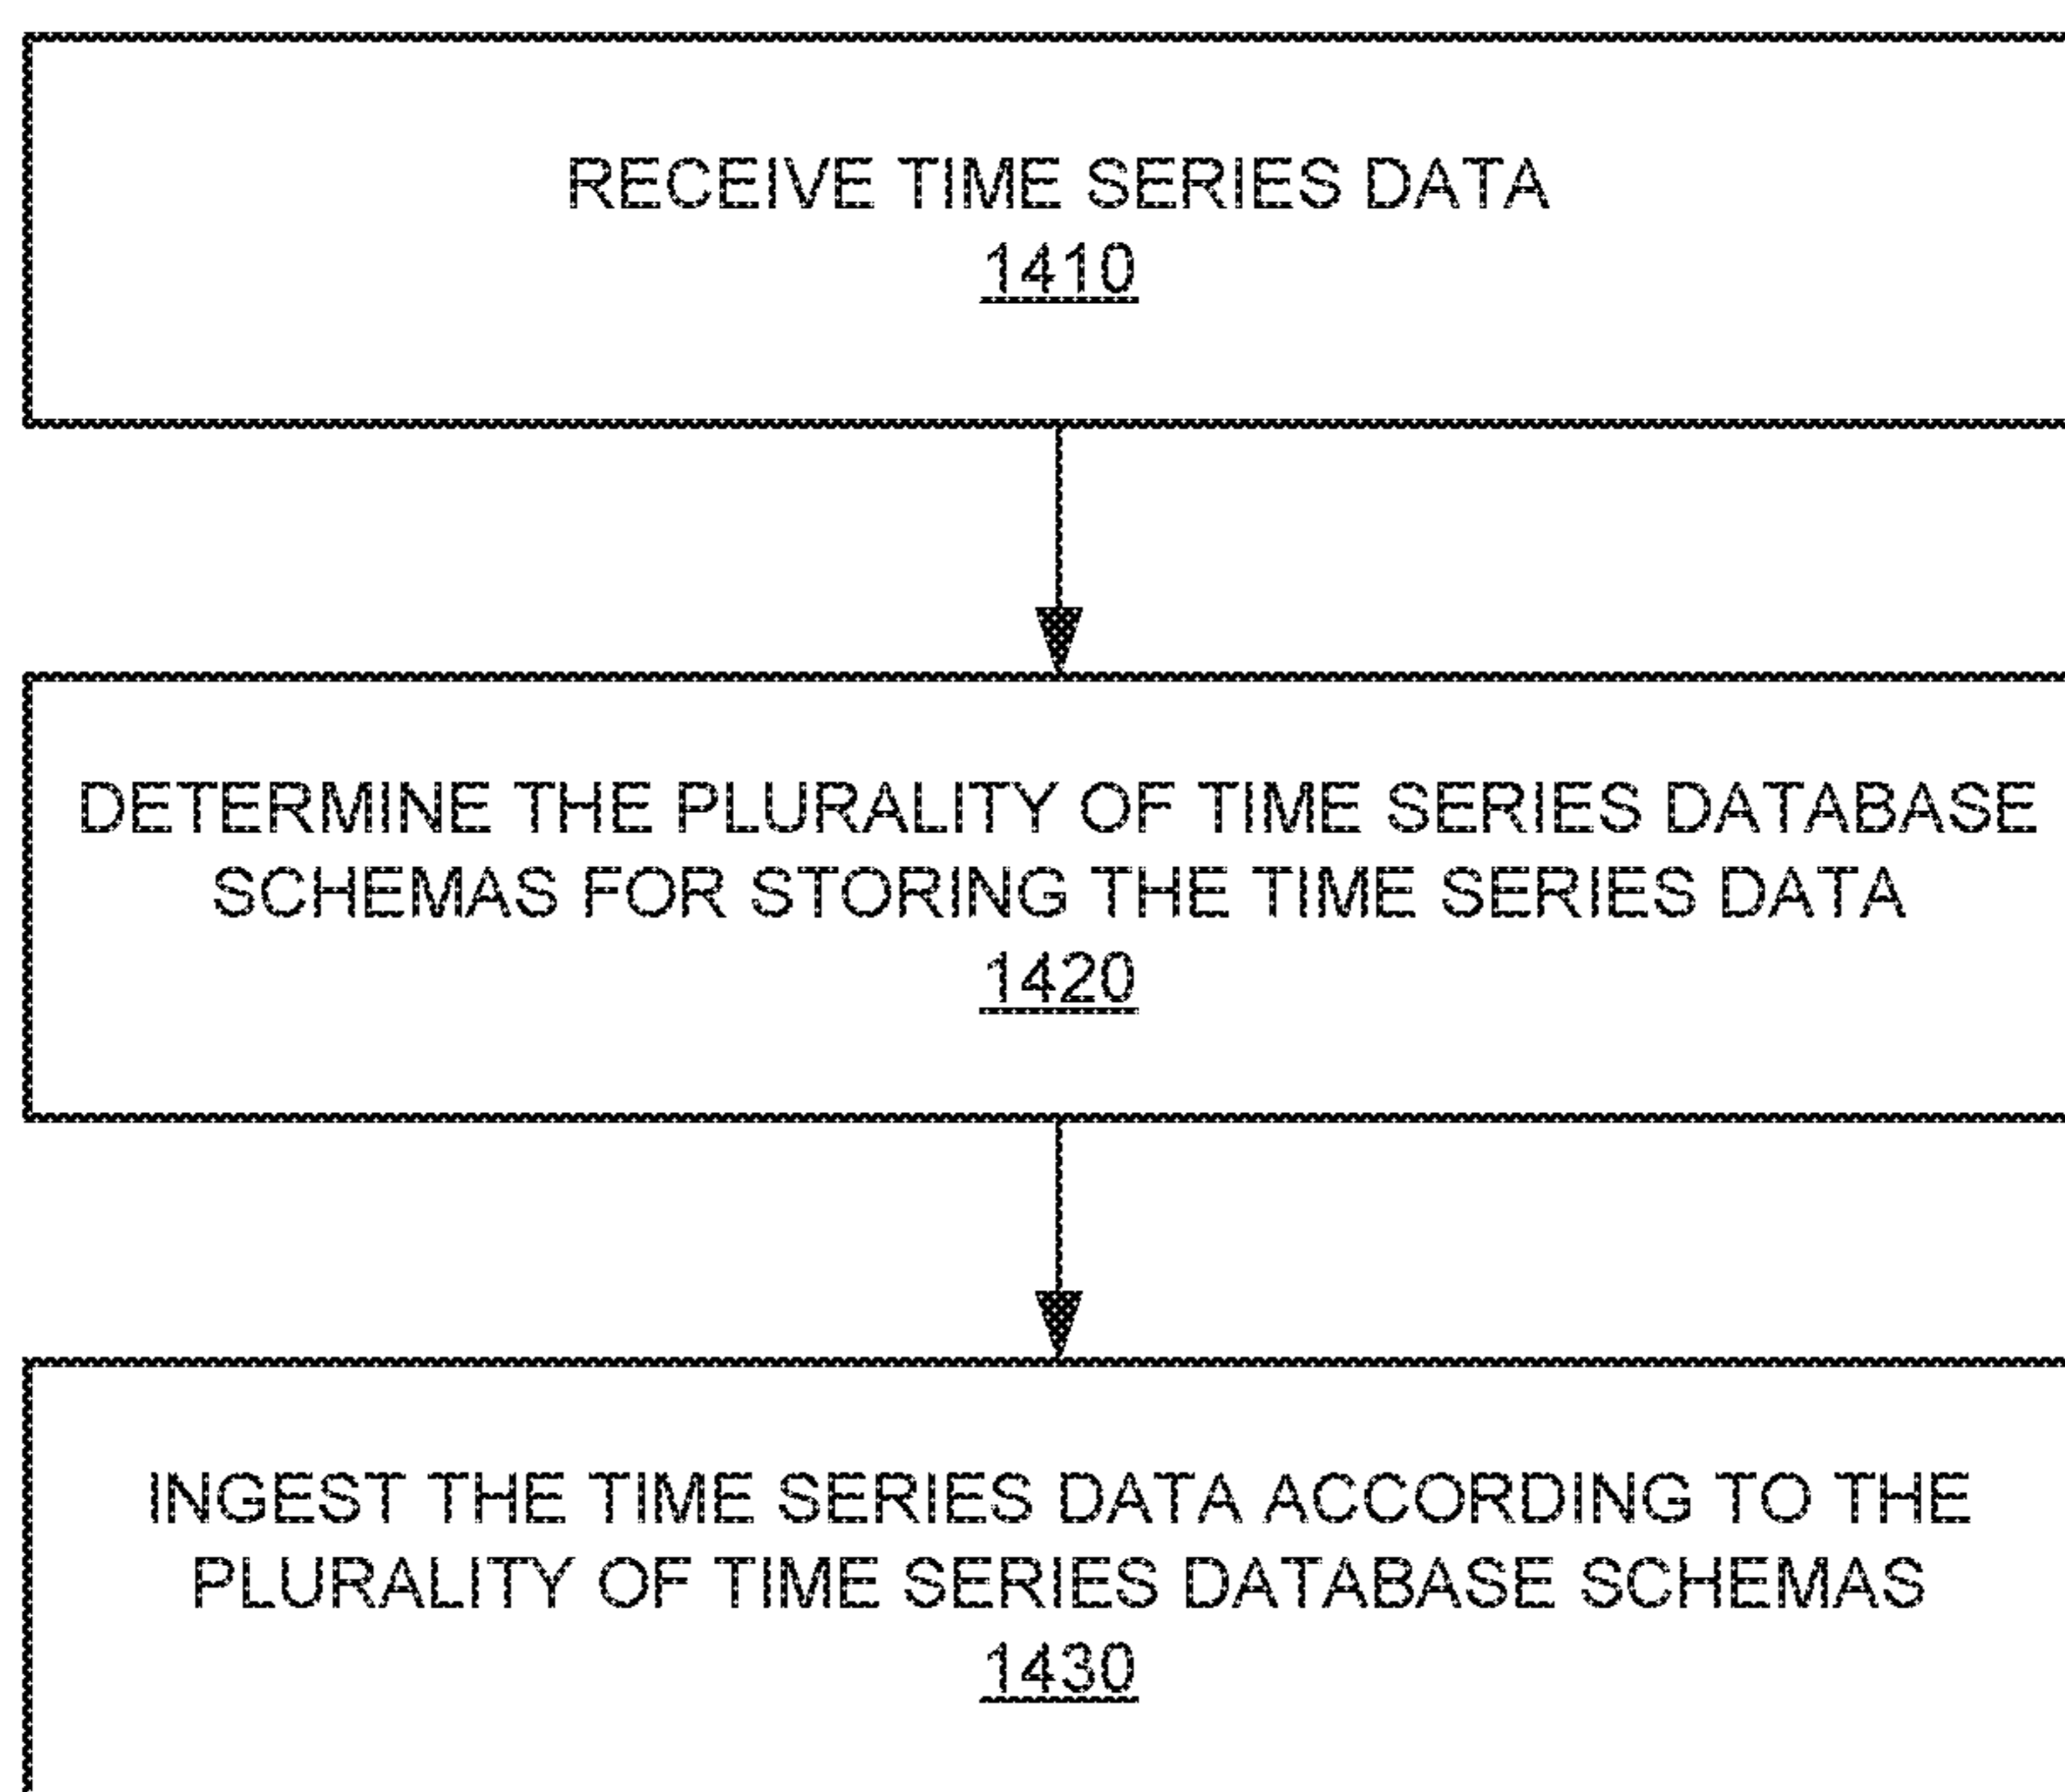 RECEIVE TIME SERIES DATA
1410
DETERMINE THE PLURALITY OF TIME SERIES DATABASE
SCHEMAS FOR STORING THE TIME SERIES DATA
1420
INGEST THE TIME SERIES DATA ACCORDING TO THE
PLURALITY OF TIME SERIES DATABASE SCHEMAS
1430